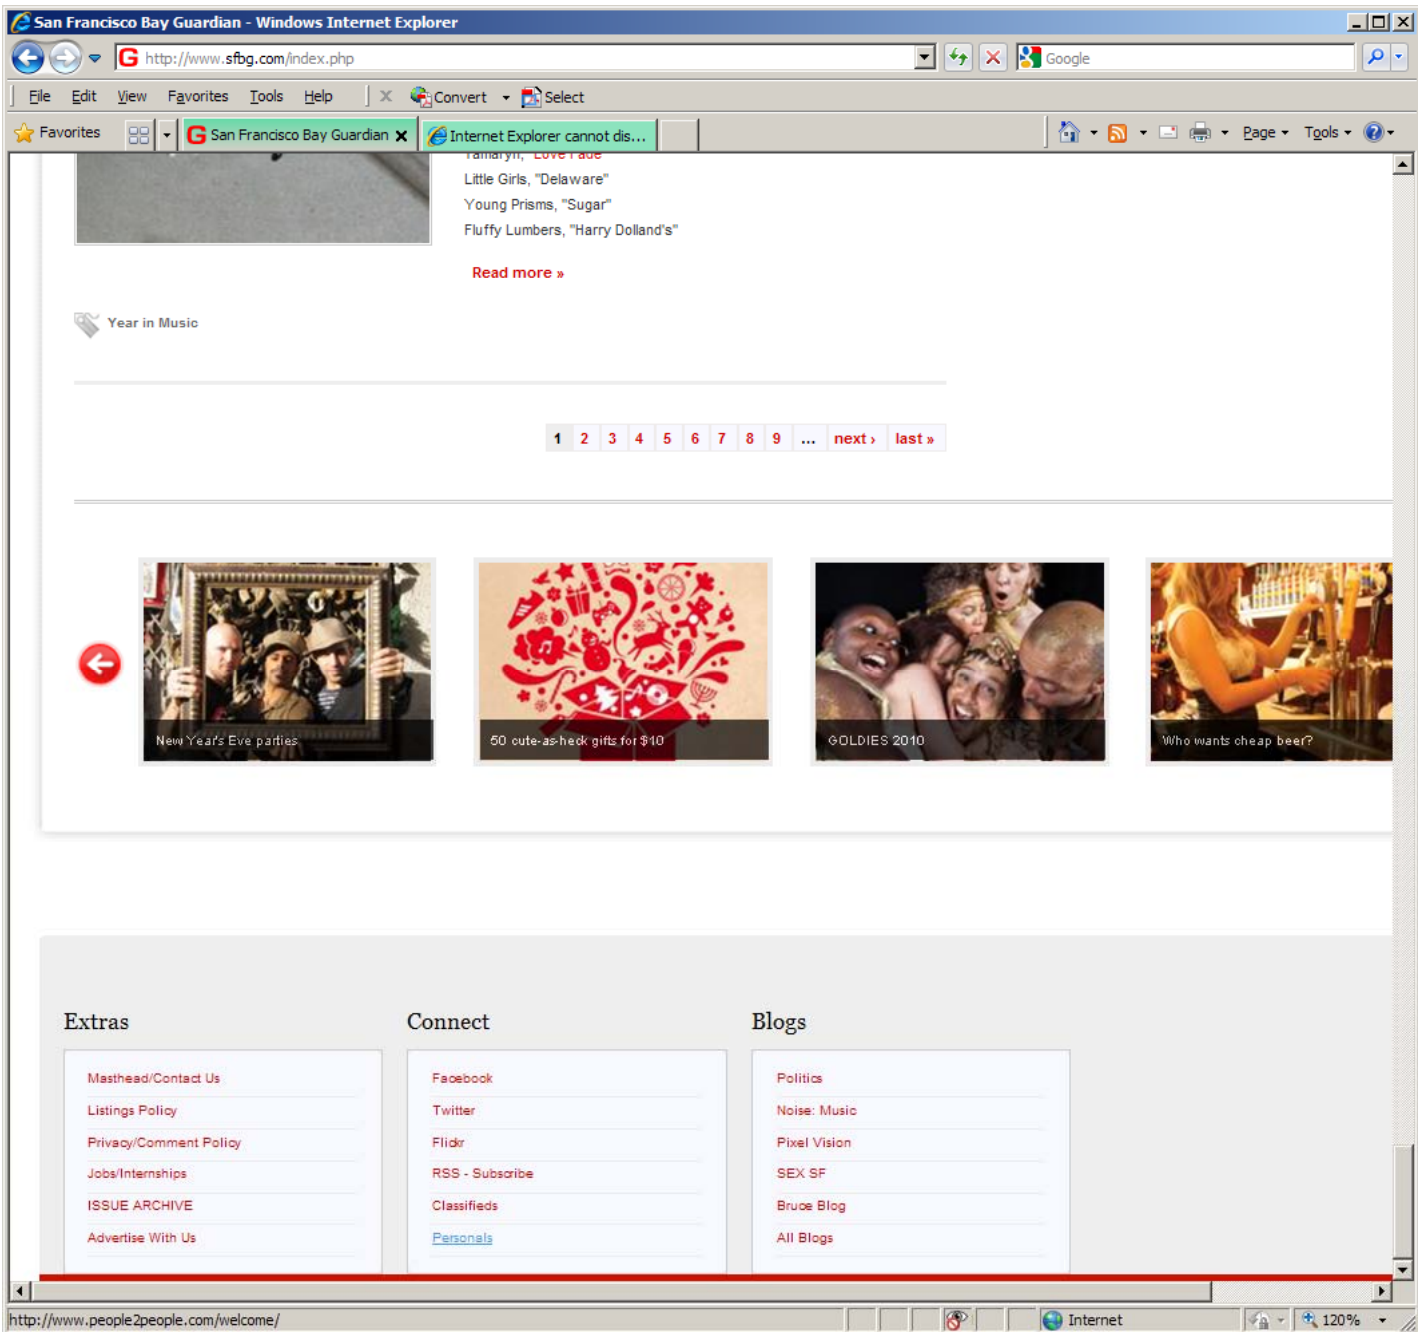 San Francisco Bay Guardian - Windows Internet Explorer
G http://www.sfbg.com/index.php
Google
File Edit View Favorites Tools Help
x Convert Select
Favorites
G San Francisco Bay Guardian x
Internet Explorer cannot dis...
Page Tools
Tamaryn, "Love Fade"
Little Girls, "Delaware"
Young Prisms, "Sugar"
Fluffy Lumbers, "Harry Dolland's"
Read more »
Year in Music
1 2 3 4 5 6 7 8 9 ... next › last »
New Year's Eve parties
50 cute-as-heck gifts for $10
GOLDIES 2010
Who wants cheap beer?
Extras
Masthead/Contact Us
Listings Policy
Privacy/Comment Policy
Jobs/Internships
ISSUE ARCHIVE
Advertise With Us
Connect
Facebook
Twitter
Flickr
RSS - Subscribe
Classifieds
Personals
Blogs
Politics
Noise: Music
Pixel Vision
SEX SF
Bruce Blog
All Blogs
http://www.people2people.com/welcome/
Internet
120%